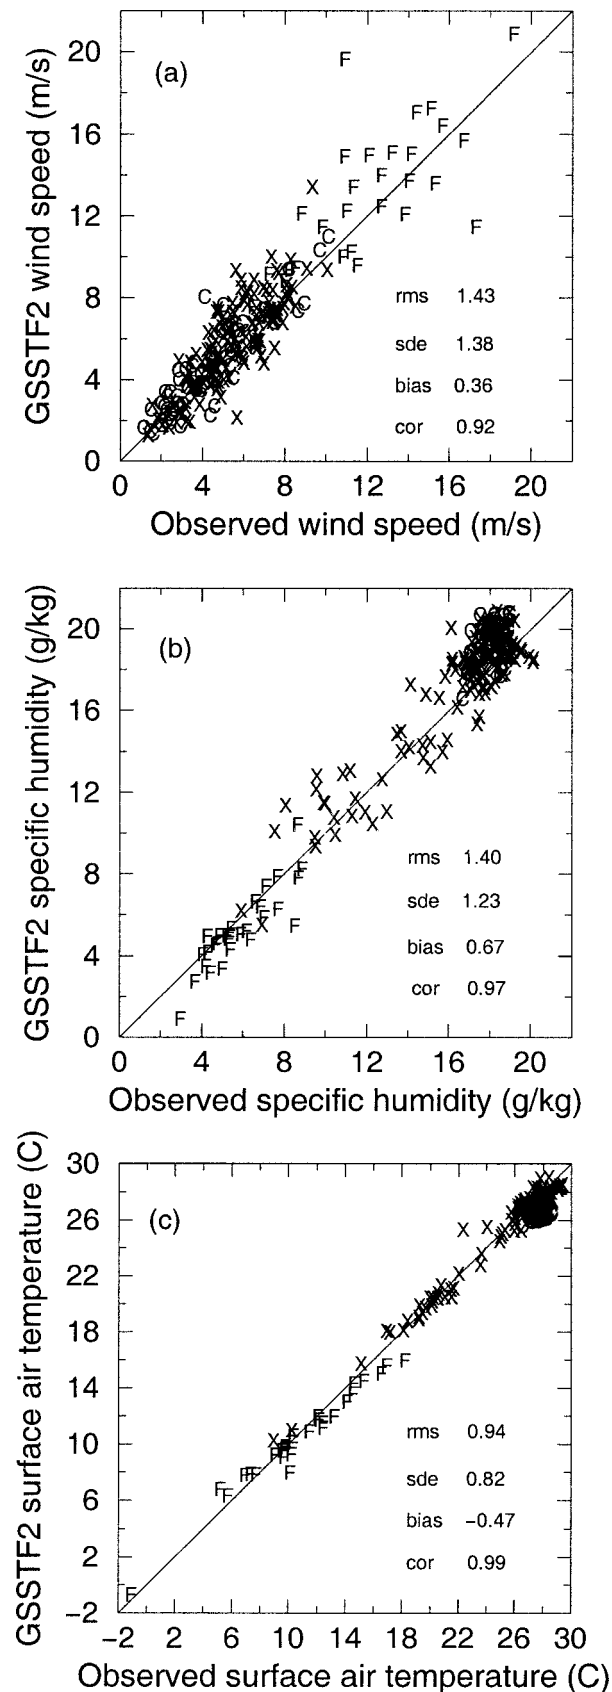 GSSTF2 wind speed (m/s)
20
16
12
8
4
0
(a)
rms 1.43
sde 1.38
bias 0.36
cor 0.92
0 4 8 12 16 20
Observed wind speed (m/s)
GSSTF2 specific humidity (g/kg)
20
16
12
8
4
0
(b)
rms 1.40
sde 1.23
bias 0.67
cor 0.97
0 4 8 12 16 20
Observed specific humidity (g/kg)
GSSTF2 surface air temperature (C)
30
26
22
18
14
10
6
2
−2
(c)
rms 0.94
sde 0.82
bias −0.47
cor 0.99
−2 2 6 10 14 18 22 26 30
Observed surface air temperature (C)